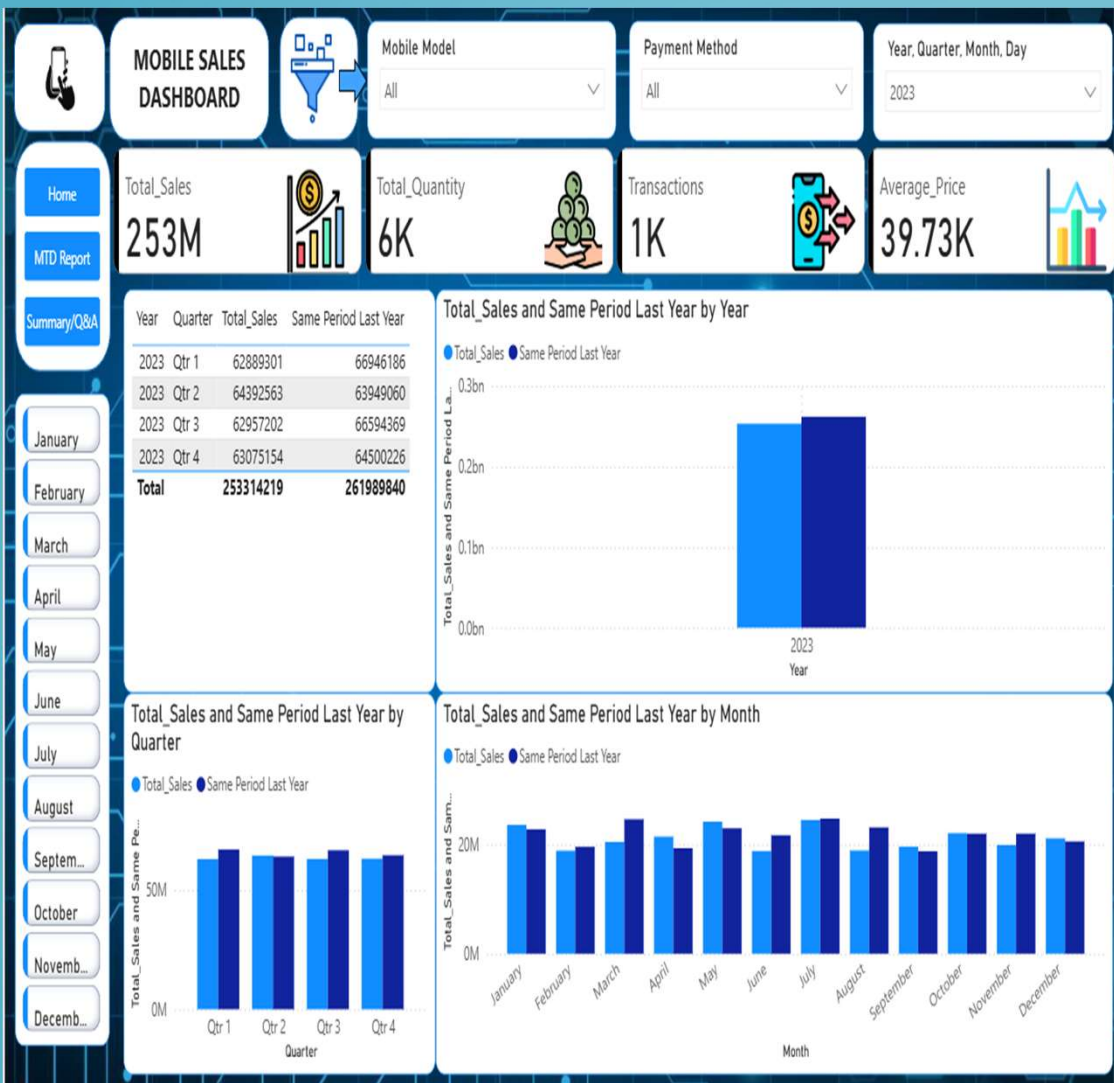 MOBILE SALES
DASHBOARD
Mobile Model
All
Payment Method
All
Year, Quarter, Month, Day
2023
Home
MTD Report
Summary/Q&A
Total_Sales
253M
Total_Quantity
6K
Transactions
1K
Average_Price
39.73K
January
February
March
April
May
June
July
August
Septem...
October
Novemb...
Decemb...
Year Quarter Total_Sales Same Period Last Year
2023 Qtr 1 62889301 66946186
2023 Qtr 2 64392563 63949060
2023 Qtr 3 62957202 66594369
2023 Qtr 4 63075154 64500226
Total 253314219 261989840
Total_Sales and Same Period Last Year by Year
Total_Sales Same Period Last Year
Total_Sales and Same Period La...
0.3bn
0.2bn
0.1bn
0.0bn
2023
Year
Total_Sales and Same Period Last Year by
Quarter
Total_Sales Same Period Last Year
Total_Sales and Same Pe...
50M
0M
Qtr 1 Qtr 2 Qtr 3 Qtr 4
Quarter
Total_Sales and Same Period Last Year by Month
Total_Sales Same Period Last Year
Total_Sales and Sam...
20M
0M
January February March April May June July August September October November December
Month